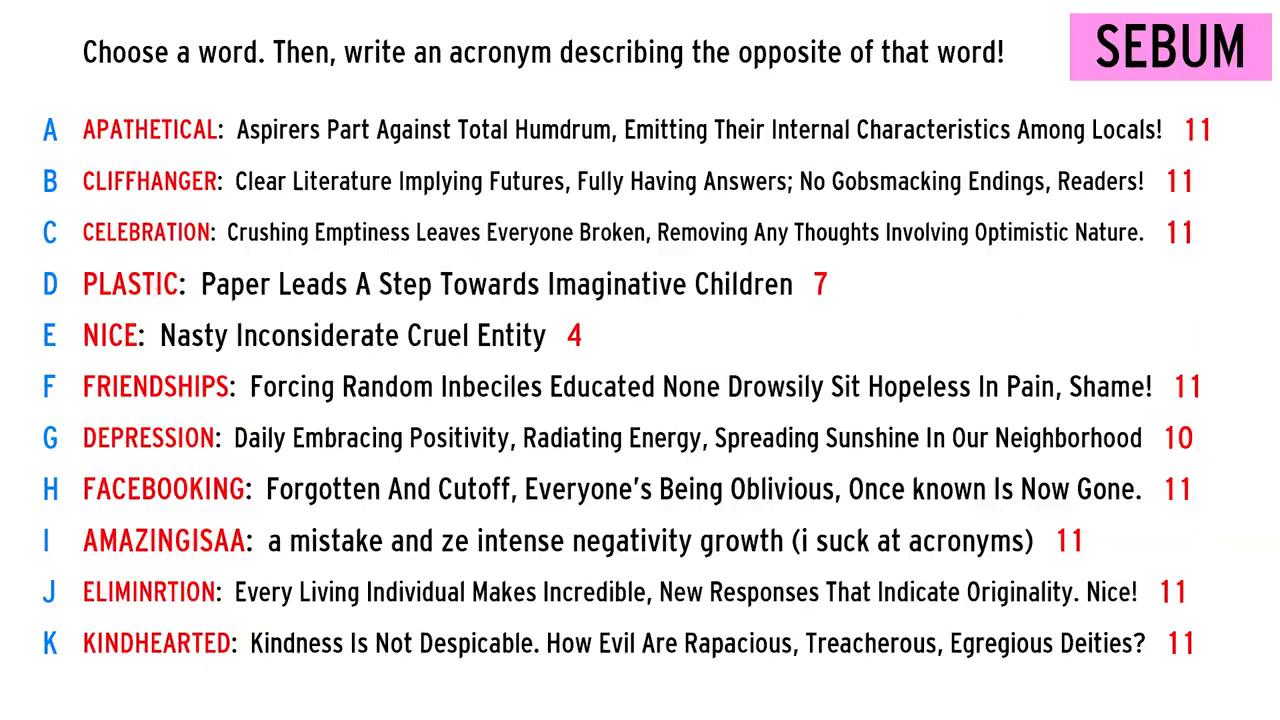 Choose a word. Then, write an acronym describing the opposite of that word!
SEBUM
A APATHETICAL: Aspirers Part Against Total Humdrum, Emitting Their Internal Characteristics Among Locals! 11
B CLIFFHANGER: Clear Literature Implying Futures, Fully Having Answers; No Gobsmacking Endings, Readers! 11
C CELEBRATION: Crushing Emptiness Leaves Everyone Broken, Removing Any Thoughts Involving Optimistic Nature. 11
D PLASTIC: Paper Leads A Step Towards Imaginative Children 7
E NICE: Nasty Inconsiderate Cruel Entity 4
F FRIENDSHIPS: Forcing Random Inbeciles Educated None Drowsily Sit Hopeless In Pain, Shame! 11
G DEPRESSION: Daily Embracing Positivity, Radiating Energy, Spreading Sunshine In Our Neighborhood 10
H FACEBOOKING: Forgotten And Cutoff, Everyone's Being Oblivious, Once known Is Now Gone. 11
I AMAZINGISAA: a mistake and ze intense negativity growth (i suck at acronyms) 11
J ELIMINRTION: Every Living Individual Makes Incredible, New Responses That Indicate Originality. Nice! 11
K KINDHEARTED: Kindness Is Not Despicable. How Evil Are Rapacious, Treacherous, Egregious Deities? 11